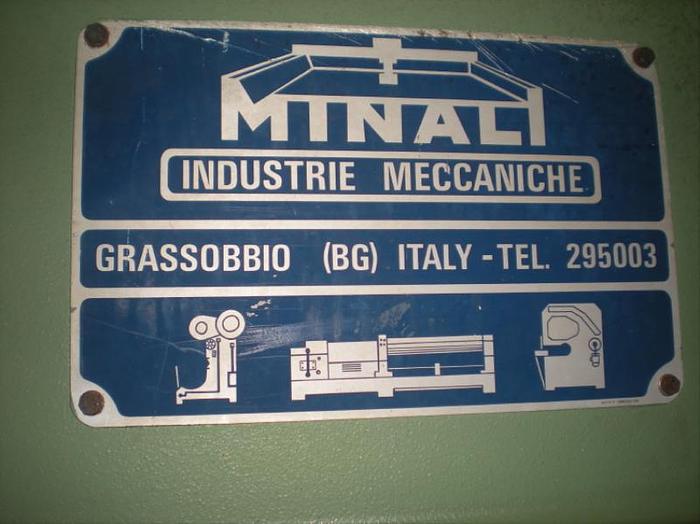 MINALI
INDUSTRIE MECCANICHE
GRASSOBBIO (BG) ITALY - TEL. 295003